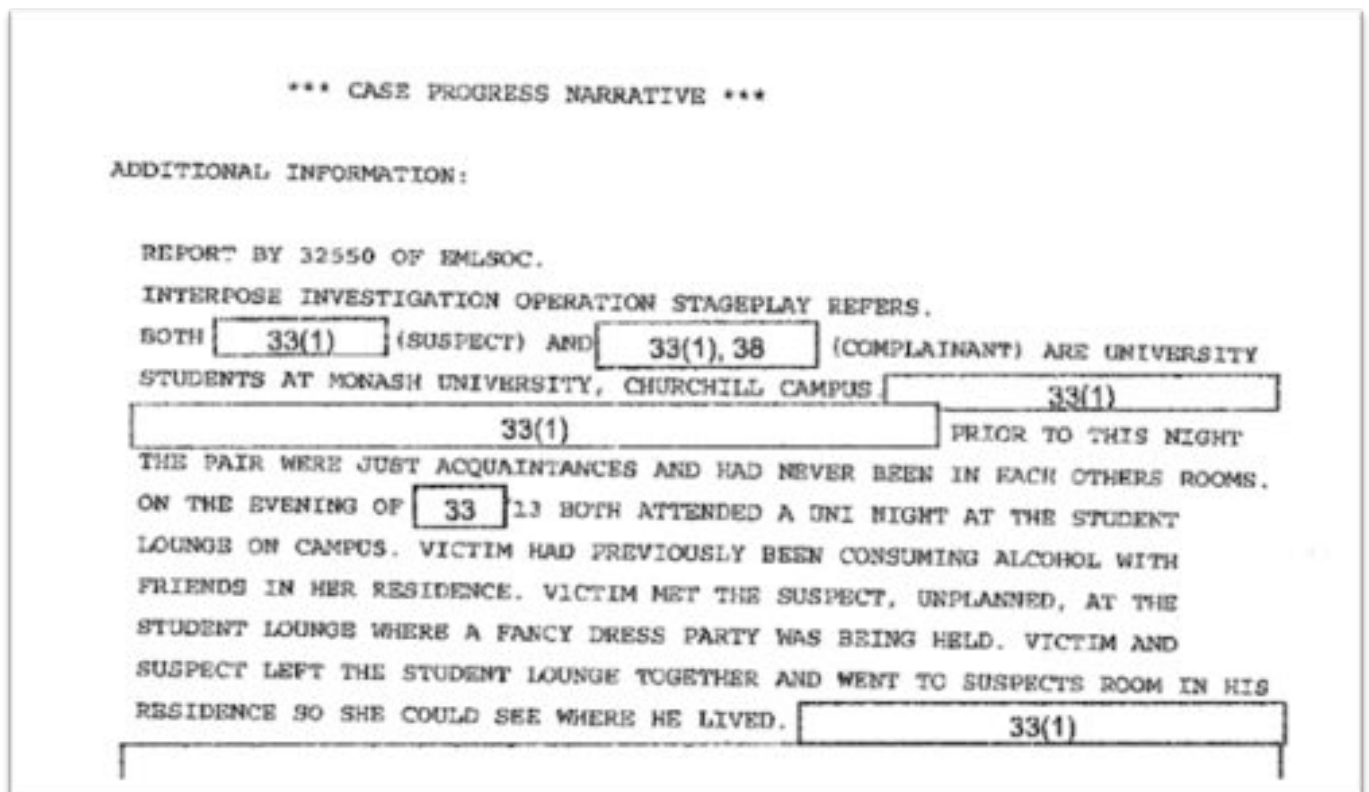 *** CASE PROGRESS NARRATIVE ***
ADDITIONAL INFORMATION:
REPORT BY 32550 OF EMLSOC.
INTERPOSE INVESTIGATION OPERATION STAGEPLAY REFERS.
BOTH 33(1) (SUSPECT) AND 33(1), 38 (COMPLAINANT) ARE UNIVERSITY
STUDENTS AT MONASH UNIVERSITY, CHURCHILL CAMPUS. 33(1)
33(1) PRIOR TO THIS NIGHT
THE PAIR WERE JUST ACQUAINTANCES AND HAD NEVER BEEN IN EACH OTHERS ROOMS.
ON THE EVENING OF 33 13 BOTH ATTENDED A UNI NIGHT AT THE STUDENT
LOUNGE ON CAMPUS. VICTIM HAD PREVIOUSLY BEEN CONSUMING ALCOHOL WITH
FRIENDS IN HER RESIDENCE. VICTIM MET THE SUSPECT, UNPLANNED, AT THE
STUDENT LOUNGE WHERE A FANCY DRESS PARTY WAS BEING HELD. VICTIM AND
SUSPECT LEFT THE STUDENT LOUNGE TOGETHER AND WENT TO SUSPECTS ROOM IN HIS
RESIDENCE SO SHE COULD SEE WHERE HE LIVED. 33(1)